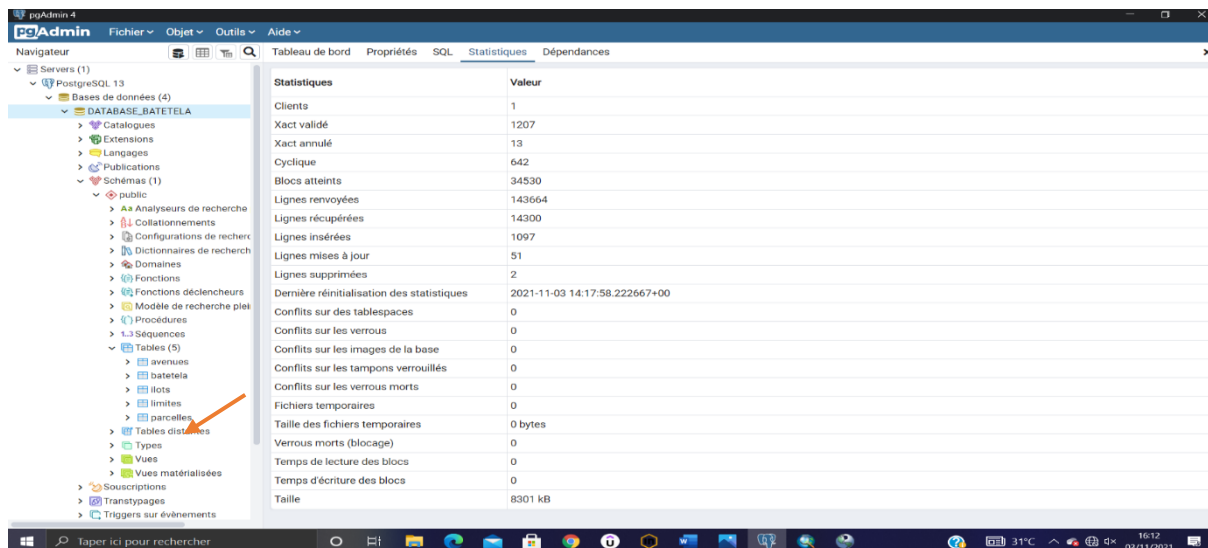 pgAdmin 4
pgAdmin Fichier Objet Outils Aide
Navigateur
Tableau de bord Propriétés SQL Statistiques Dépendances
Servers (1)
PostgreSQL 13
Bases de données (4)
DATABASE_BATETELA
Catalogues
Extensions
Langages
Publications
Schémas (1)
public
Aa Analyseurs de recherche
Collationnements
Configurations de recherc
Dictionnaires de recherch
Domaines
Fonctions
Fonctions déclencheurs
Modèle de recherche plei
Procédures
1..3 Séquences
Tables (5)
avenues
batetela
ilots
limites
parcelles
Tables distantes
Types
Vues
Vues matérialisées
Souscriptions
Transtypages
Triggers sur évènements
Statistiques Valeur
Clients 1
Xact validé 1207
Xact annulé 13
Cyclique 642
Blocs atteints 34530
Lignes renvoyées 143664
Lignes récupérées 14300
Lignes insérées 1097
Lignes mises à jour 51
Lignes supprimées 2
Dernière réinitialisation des statistiques 2021-11-03 14:17:58.222667+00
Conflits sur des tablespaces 0
Conflits sur les verrous 0
Conflits sur les images de la base 0
Conflits sur les tampons verrouillés 0
Conflits sur les verrous morts 0
Fichiers temporaires 0
Taille des fichiers temporaires 0 bytes
Verrous morts (blocage) 0
Temps de lecture des blocs 0
Temps d'écriture des blocs 0
Taille 8301 kB
Taper ici pour rechercher
31°C
16:12